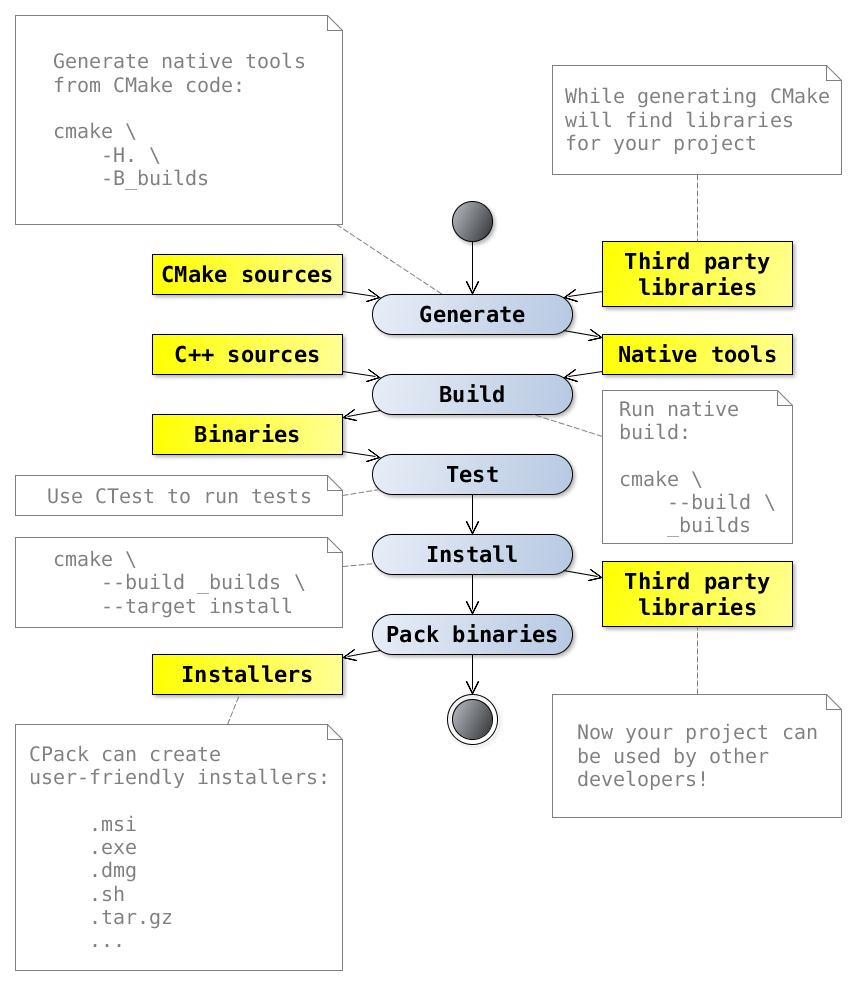 Generate native tools
from CMake code:
cmake \
-H. \
-B_builds
While generating CMake
will find libraries
for your project
CMake sources
Third party
libraries
Generate
C++ sources
Native tools
Build
Run native
build:
cmake \
--build \
_builds
Binaries
Test
Use CTest to run tests
Install
cmake \
--build _builds \
--target install
Third party
libraries
Pack binaries
Installers
Now your project can
be used by other
developers!
CPack can create
user-friendly installers:
.msi
.exe
.dmg
.sh
.tar.gz
...